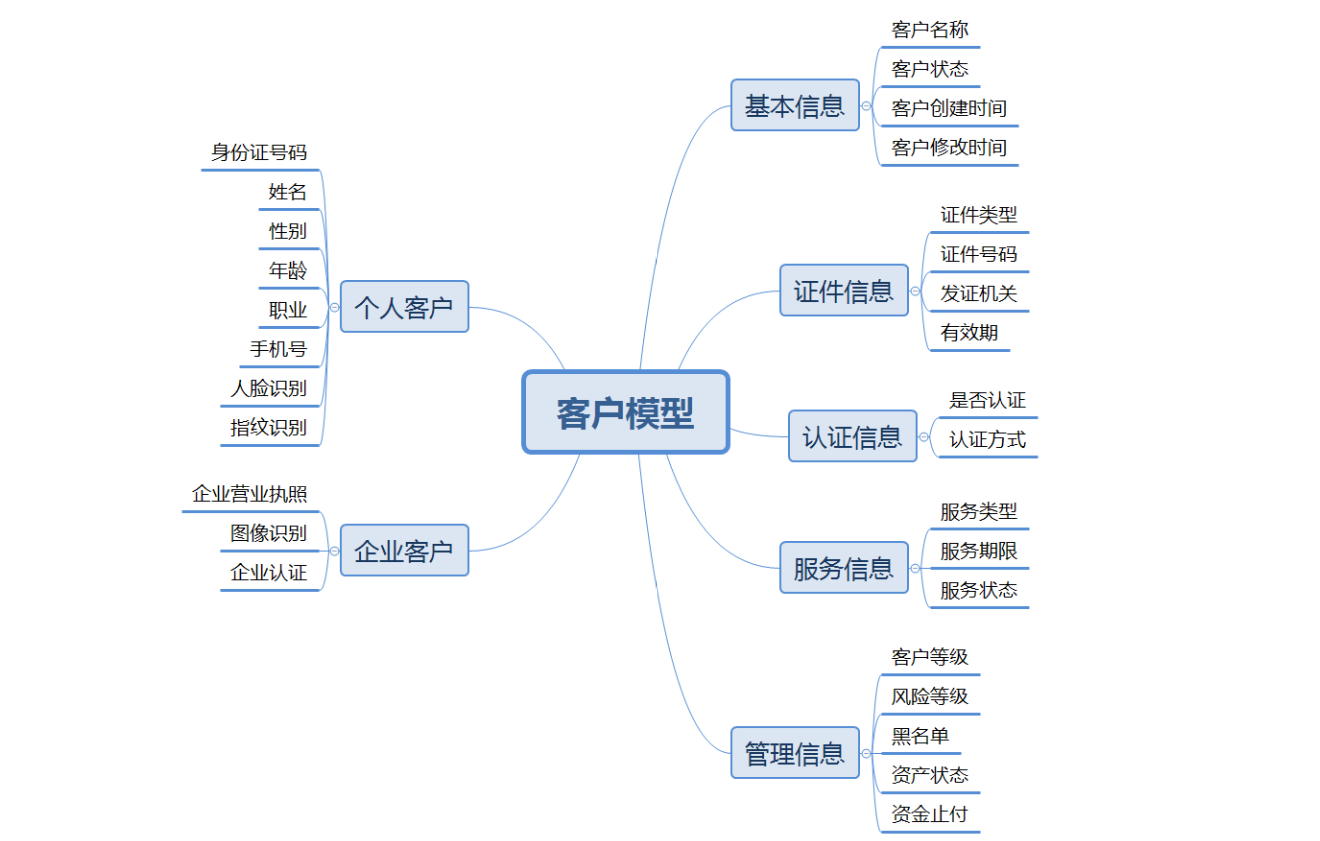 客户模型
基本信息
客户名称
客户状态
客户创建时间
客户修改时间
证件信息
证件类型
证件号码
发证机关
有效期
认证信息
是否认证
认证方式
服务信息
服务类型
服务期限
服务状态
管理信息
客户等级
风险等级
黑名单
资产状态
资金止付
个人客户
身份证号码
姓名
性别
年龄
职业
手机号
人脸识别
指纹识别
企业客户
企业营业执照
图像识别
企业认证